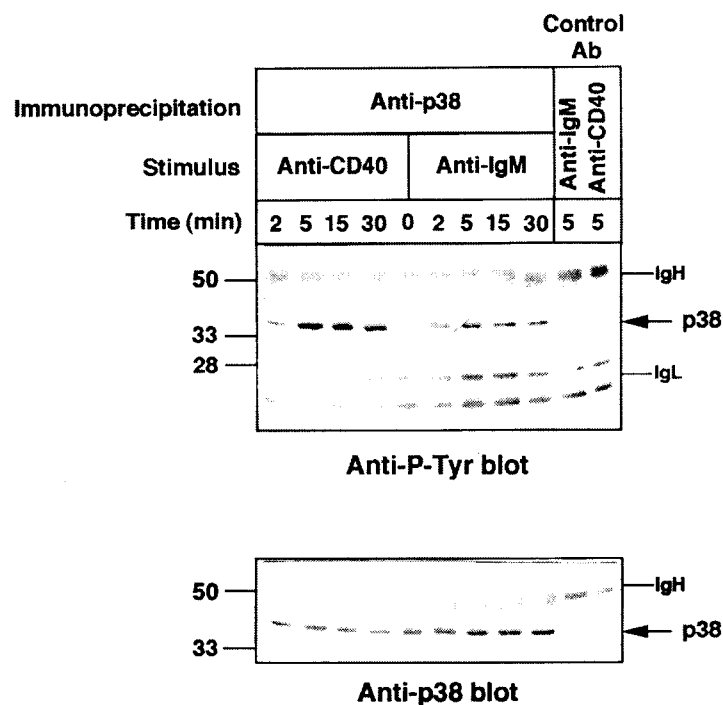 Control
Ab
Immunoprecipitation Anti-p38 Anti-IgM Anti-CD40
Stimulus Anti-CD40 Anti-IgM
Time (min) 2 5 15 30 0 2 5 15 30 5 5
50 IgH
p38
33
28
IgL
Anti-P-Tyr blot
50 IgH
p38
33
Anti-p38 blot